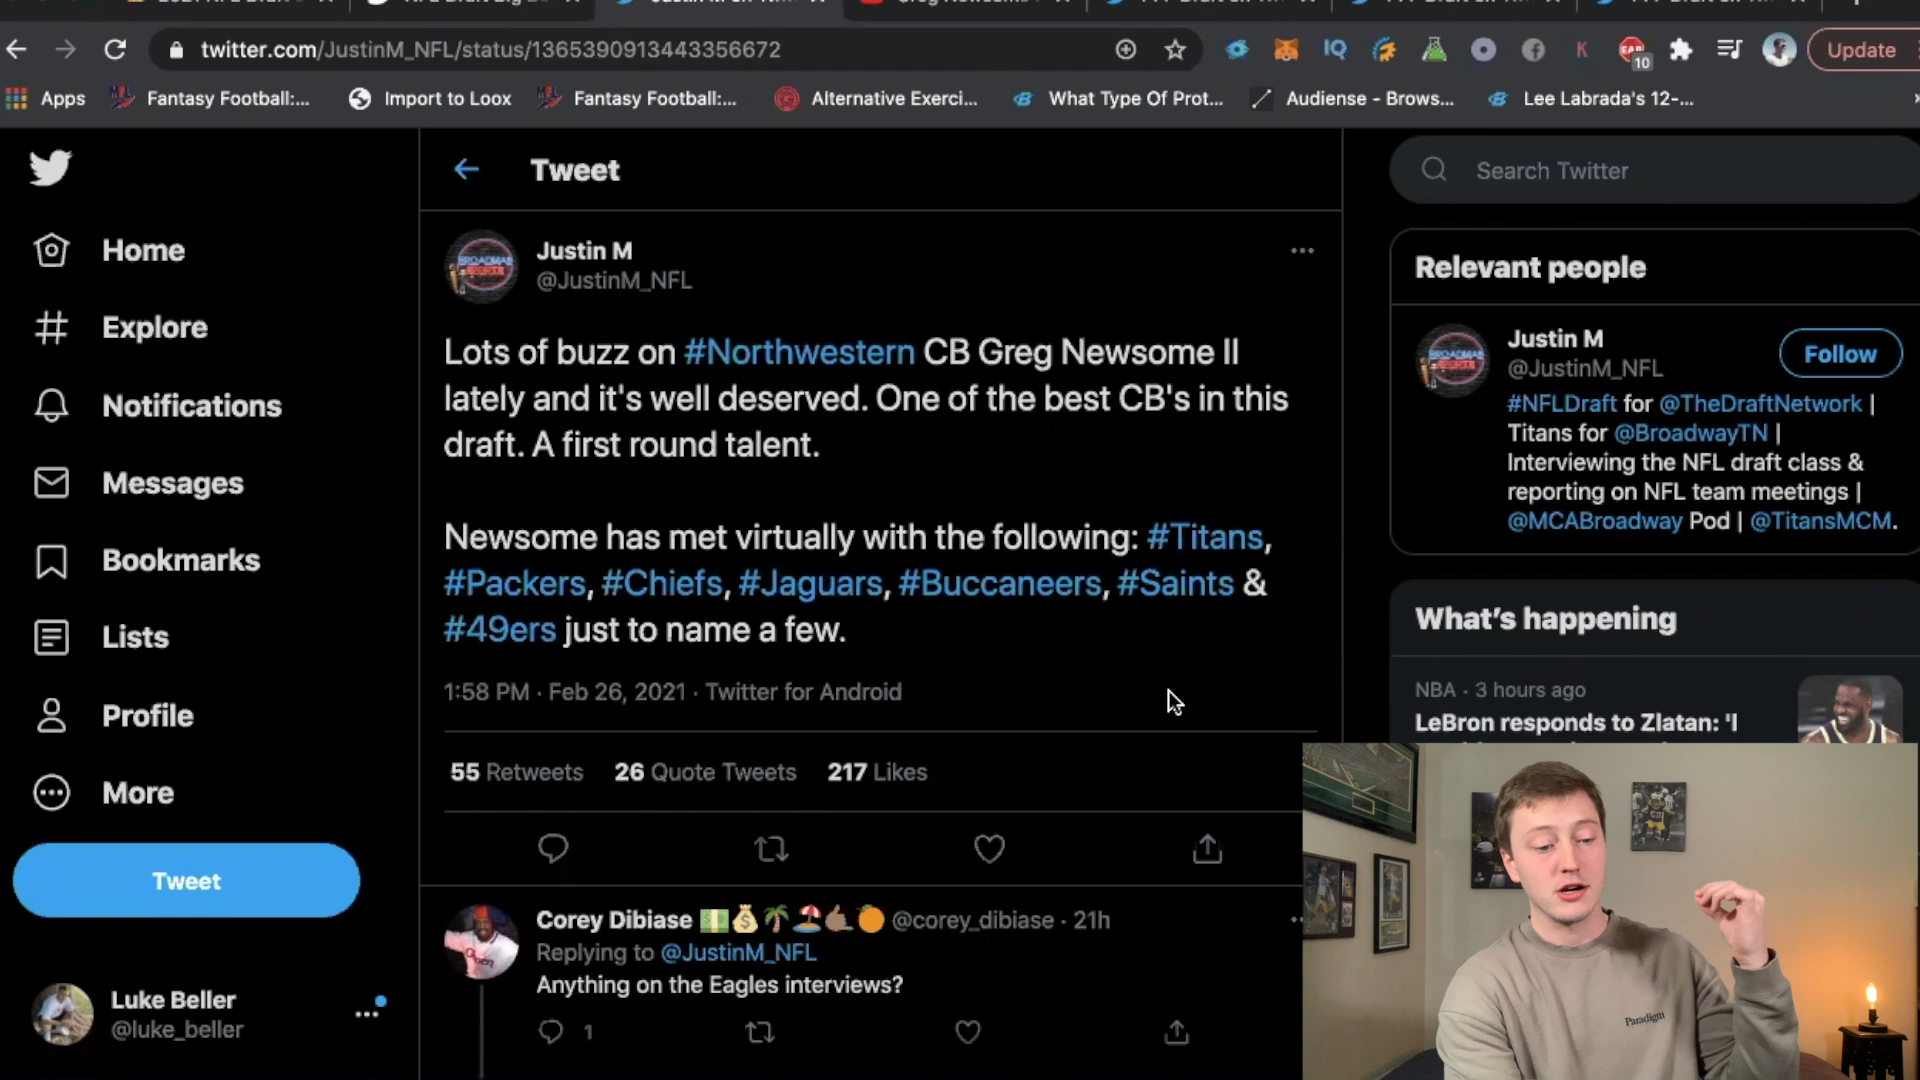 twitter.com/JustinM_NFL/status/1365390913443356672
IQ
K
10
Update
Apps
Fantasy Football:...
Import to Loox
Fantasy Football:...
Alternative Exerci...
What Type Of Prot...
Audiense - Brows...
Lee Labrada's 12-...
Home
Explore
Notifications
Messages
Bookmarks
Lists
Profile
More
Tweet
Luke Beller
@luke_beller
Tweet
Justin M
@JustinM_NFL
Lots of buzz on #Northwestern CB Greg Newsome II
lately and it's well deserved. One of the best CB's in this
draft. A first round talent.
Newsome has met virtually with the following: #Titans,
#Packers, #Chiefs, #Jaguars, #Buccaneers, #Saints &
#49ers just to name a few.
1:58 PM · Feb 26, 2021 · Twitter for Android
55 Retweets 26 Quote Tweets 217 Likes
Corey Dibiase 💵💰🌴🏖🤙🏽🍊 @corey_dibiase · 21h
Replying to @JustinM_NFL
Anything on the Eagles interviews?
1
Search Twitter
Relevant people
Justin M
@JustinM_NFL
Follow
#NFLDraft for @TheDraftNetwork |
Titans for @BroadwayTN |
Interviewing the NFL draft class &
reporting on NFL team meetings |
@MCABroadway Pod | @TitansMCM.
What's happening
NBA · 3 hours ago
LeBron responds to Zlatan: 'I
Paradigm